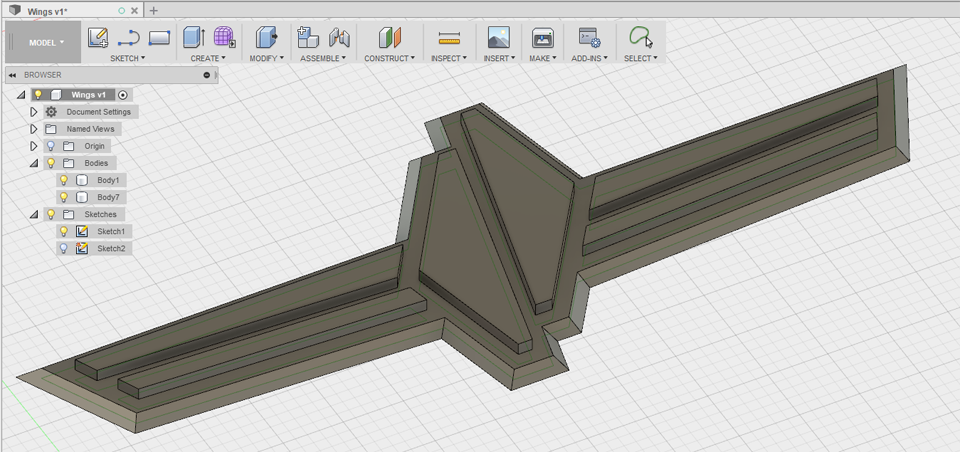 Wings v1*
MODEL
SKETCH
CREATE
MODIFY
ASSEMBLE
CONSTRUCT
INSPECT
INSERT
MAKE
ADD-INS
SELECT
BROWSER
Wings v1
Document Settings
Named Views
Origin
Bodies
Body1
Body7
Sketches
Sketch1
Sketch2